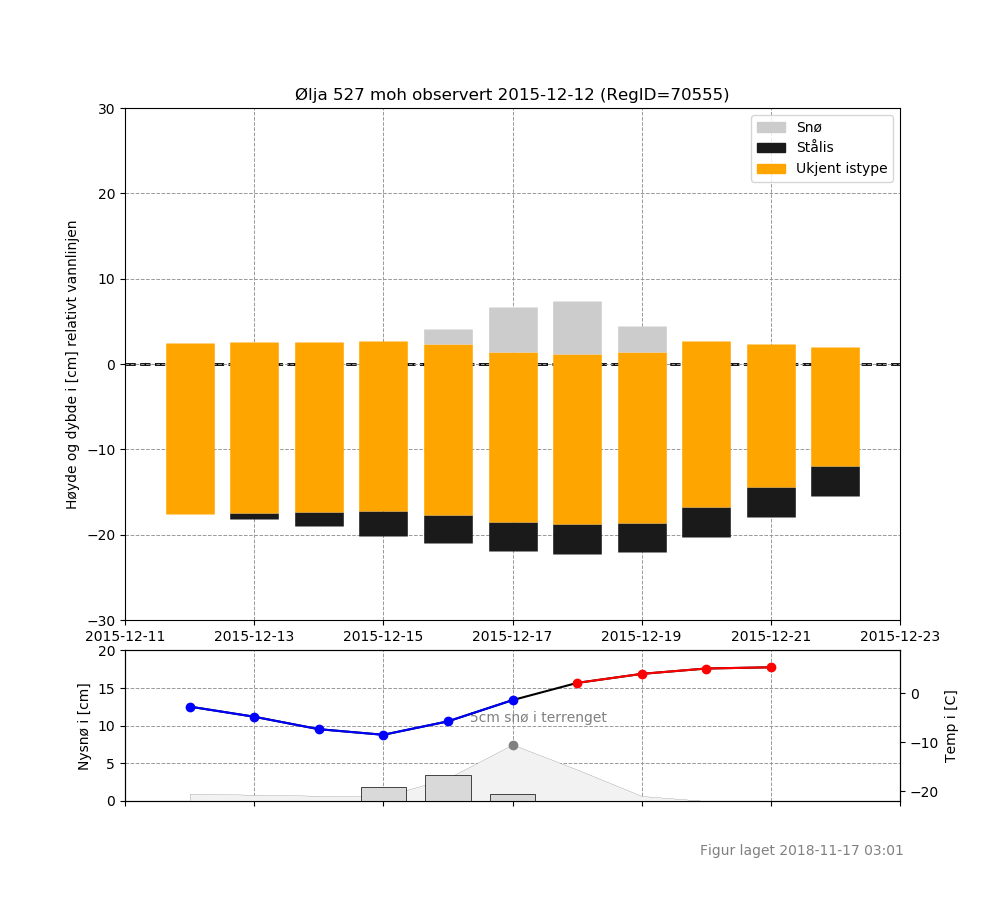 Ølja 527 moh observert 2015-12-12 (RegID=70555)
30
20
10
0
−10
−20
−30
Høyde og dybde i [cm] relativt vannlinjen
Snø
Stålis
Ukjent istype
2015-12-11 2015-12-13 2015-12-15 2015-12-17 2015-12-19 2015-12-21 2015-12-23
20
15
10
5
0
Nysnø i [cm]
5cm snø i terrenget
0
−10
−20
Temp i [C]
Figur laget 2018-11-17 03:01